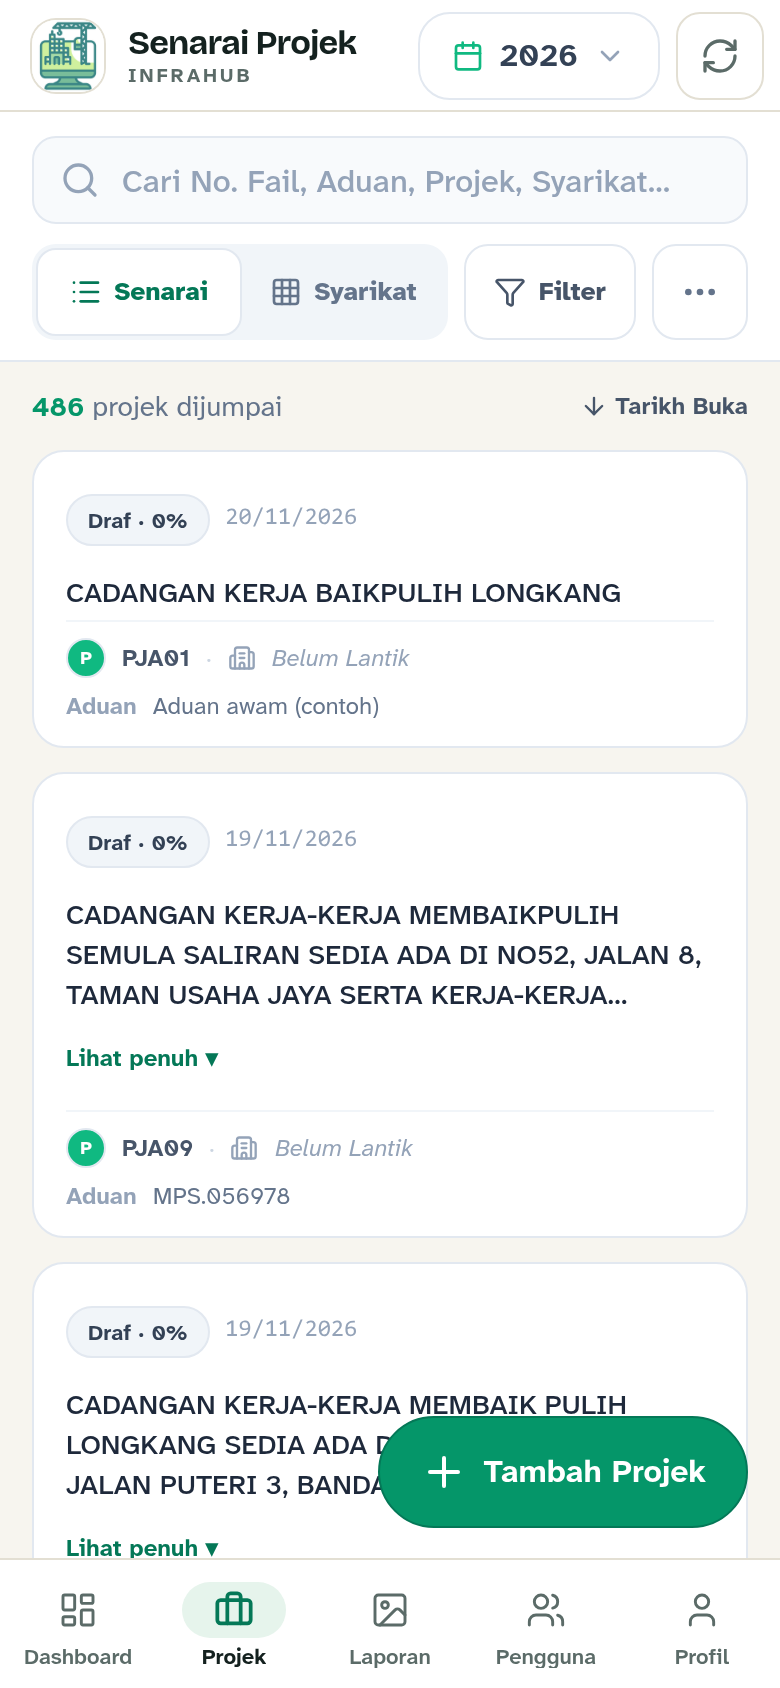 Senarai Projek
INFRAHUB
2026
Cari No. Fail, Aduan, Projek, Syarikat...
Senarai
Syarikat
Filter
486 projek dijumpai
↓ Tarikh Buka
Draf · 0%
20/11/2026
CADANGAN KERJA BAIKPULIH LONGKANG
P PJA01 · Belum Lantik
Aduan Aduan awam (contoh)
Draf · 0%
19/11/2026
CADANGAN KERJA-KERJA MEMBAIKPULIH
SEMULA SALIRAN SEDIA ADA DI NO52, JALAN 8,
TAMAN USAHA JAYA SERTA KERJA-KERJA...
Lihat penuh ▼
P PJA09 · Belum Lantik
Aduan MPS.056978
Draf · 0%
19/11/2026
CADANGAN KERJA-KERJA MEMBAIK PULIH
LONGKANG SEDIA ADA
JALAN PUTERI 3,
Lihat penuh ▼
+ Tambah Projek
Dashboard
Projek
Laporan
Pengguna
Profil